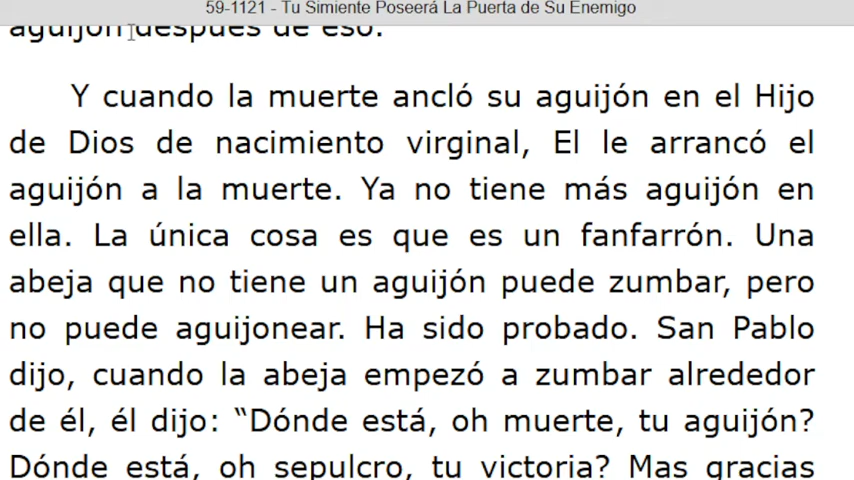 59-1121 - Tu Simiente Poseerá La Puerta de Su Enemigo
aguijón después de eso.
Y cuando la muerte ancló su aguijón en el Hijo
de Dios de nacimiento virginal, El le arrancó el
aguijón a la muerte. Ya no tiene más aguijón en
ella. La única cosa es que es un fanfarrón. Una
abeja que no tiene un aguijón puede zumbar, pero
no puede aguijonear. Ha sido probado. San Pablo
dijo, cuando la abeja empezó a zumbar alrededor
de él, él dijo: “Dónde está, oh muerte, tu aguijón?
Dónde está, oh sepulcro, tu victoria? Mas gracias